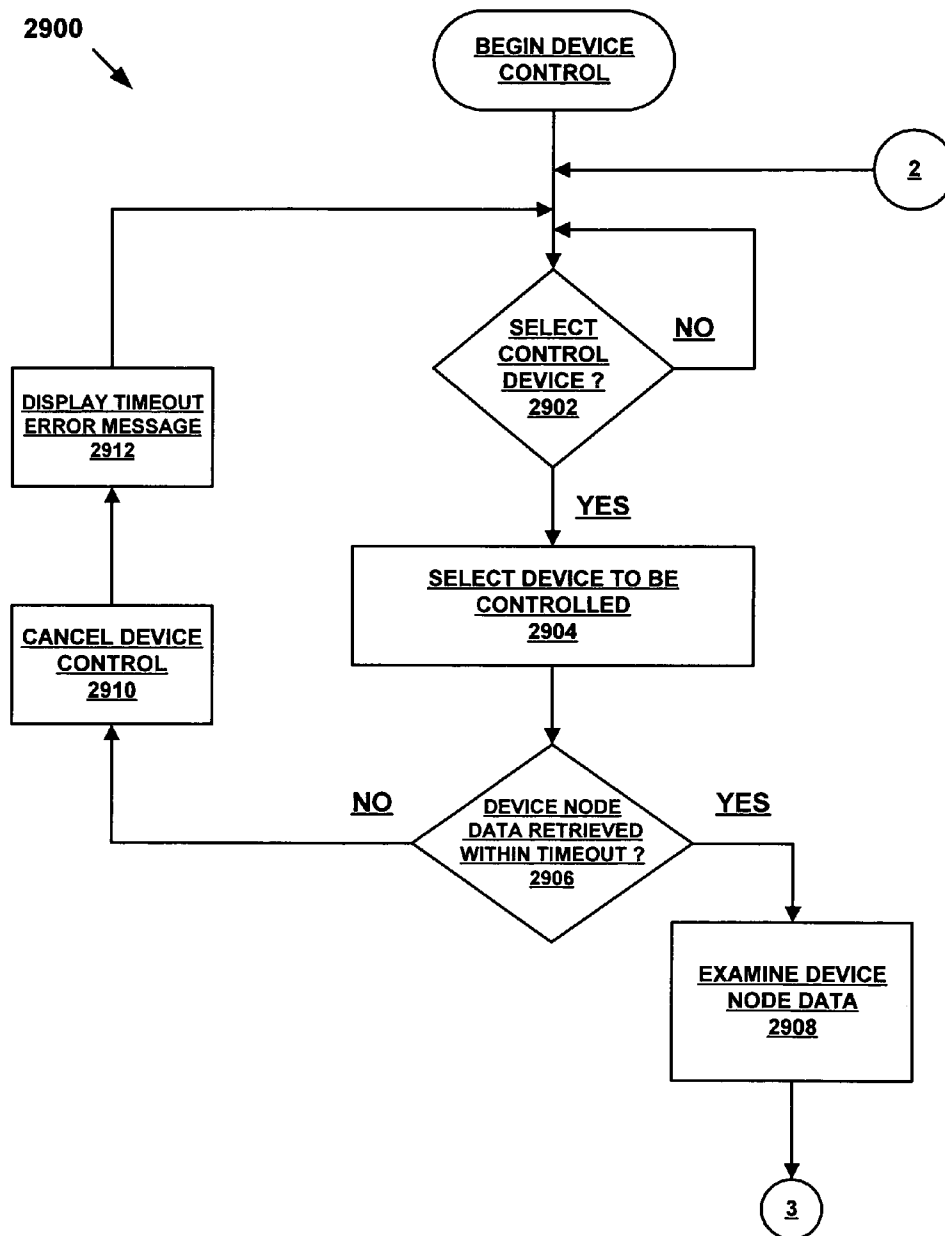 2900
BEGIN DEVICE
CONTROL
2
SELECT
CONTROL
DEVICE ?
2902
NO
YES
DISPLAY TIMEOUT
ERROR MESSAGE
2912
SELECT DEVICE TO BE
CONTROLLED
2904
CANCEL DEVICE
CONTROL
2910
NO
DEVICE NODE
DATA RETRIEVED
WITHIN TIMEOUT ?
2906
YES
EXAMINE DEVICE
NODE DATA
2908
3